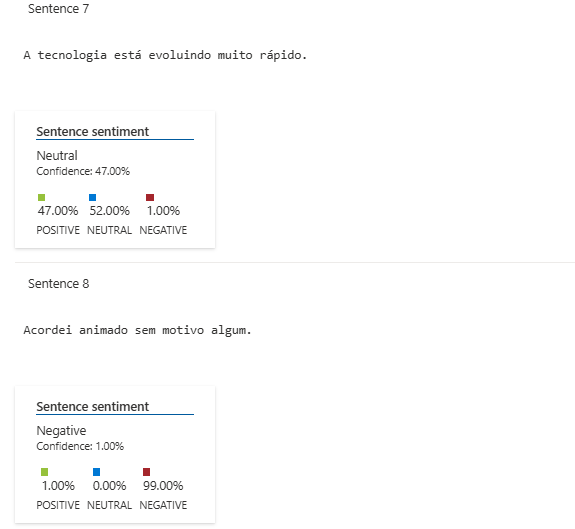 Sentence 7
A tecnologia está evoluindo muito rápido.
Sentence sentiment
Neutral
Confidence: 47.00%
47.00% 52.00% 1.00%
POSITIVE NEUTRAL NEGATIVE
Sentence 8
Acordei animado sem motivo algum.
Sentence sentiment
Negative
Confidence: 1.00%
1.00% 0.00% 99.00%
POSITIVE NEUTRAL NEGATIVE